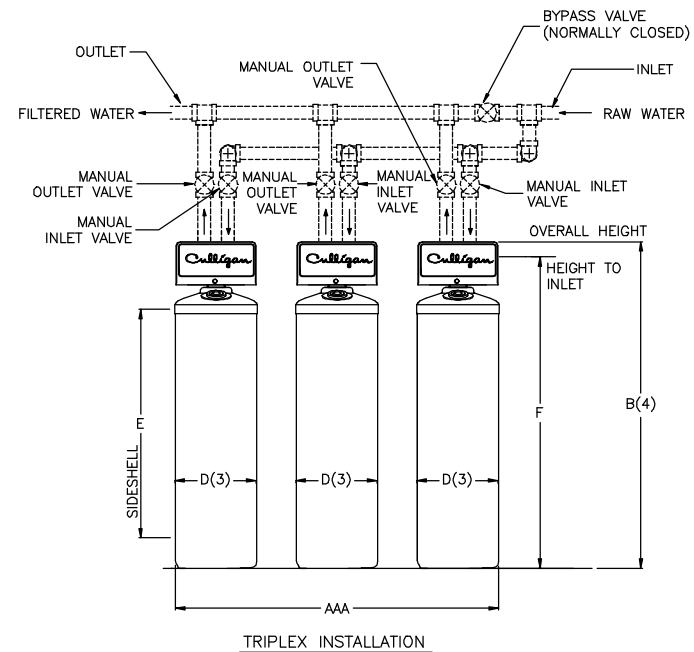 BYPASS VALVE
(NORMALLY CLOSED)
OUTLET
MANUAL OUTLET
VALVE
INLET
FILTERED WATER
RAW WATER
MANUAL
OUTLET VALVE
MANUAL
OUTLET
VALVE
MANUAL
INLET
VALVE
MANUAL INLET
VALVE
MANUAL
INLET VALVE
OVERALL HEIGHT
Culligan
Culligan
Culligan
HEIGHT TO
INLET
E
SIDESHELL
D(3)
D(3)
D(3)
F
B(4)
AAA
TRIPLEX INSTALLATION